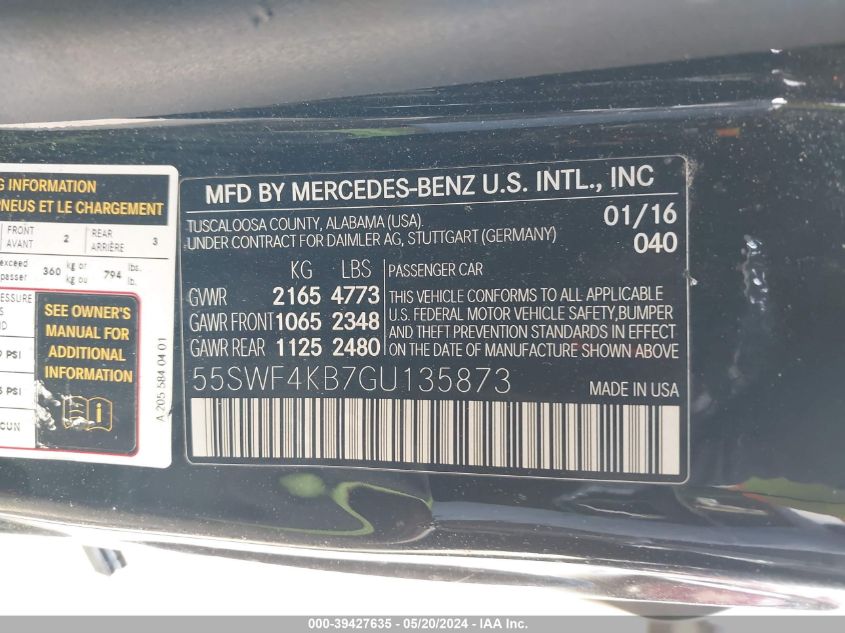 G INFORMATION
PNEUS ET LE CHARGEMENT
FRONT 2 REAR 3
AVANT ARRIÈRE
exceed 360 kg or 794 lbs.
passer kg ou lb.
SEE OWNER'S
MANUAL FOR
ADDITIONAL
INFORMATION
PSI
PSI
A 205 584 04 01
MFD BY MERCEDES-BENZ U.S. INTL., INC
TUSCALOOSA COUNTY, ALABAMA (USA) 01/16
UNDER CONTRACT FOR DAIMLER AG, STUTTGART (GERMANY) 040
KG LBS PASSENGER CAR
GVWR 2165 4773 THIS VEHICLE CONFORMS TO ALL APPLICABLE
GAWR FRONT 1065 2348 U.S. FEDERAL MOTOR VEHICLE SAFETY, BUMPER
GAWR REAR 1125 2480 AND THEFT PREVENTION STANDARDS IN EFFECT
ON THE DATE OF MANUFACTURE SHOWN ABOVE
55SWF4KB7GU135873 MADE IN USA
000-39427635 - 05/20/2024 - IAA Inc.